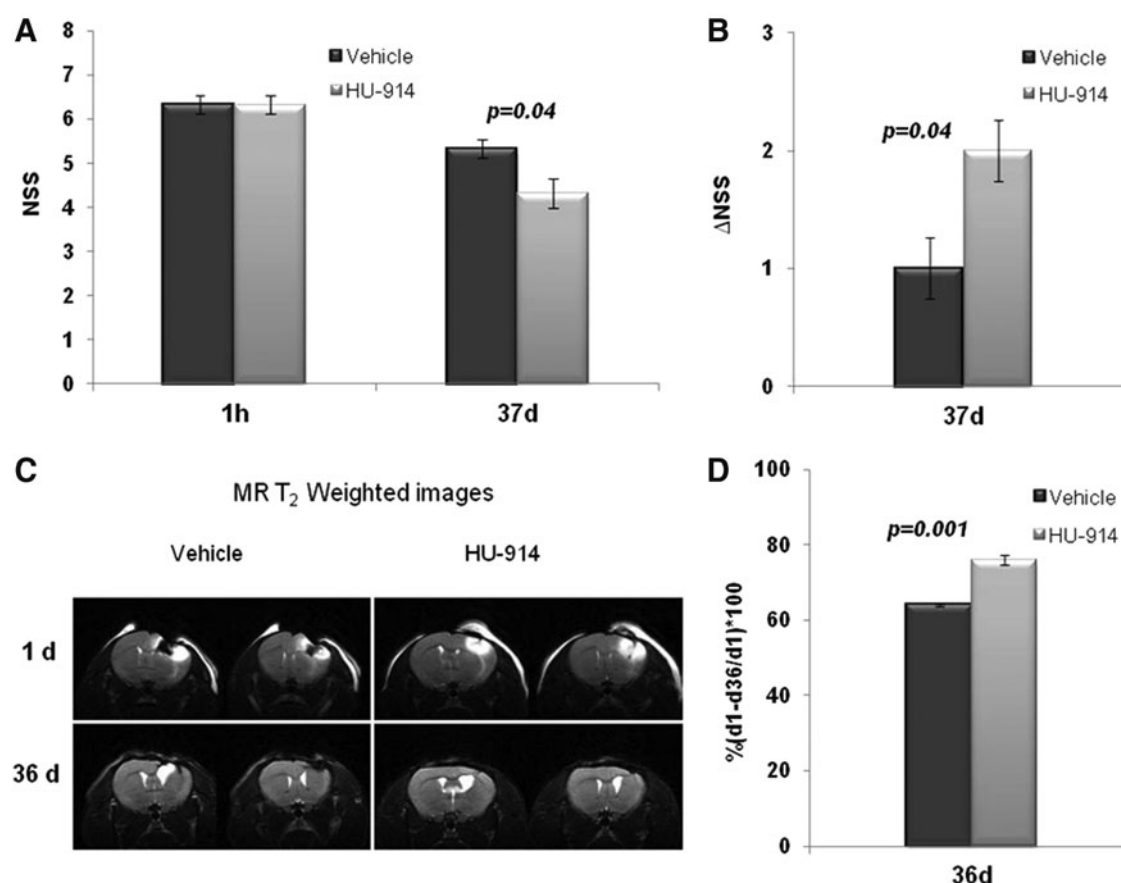 A
8
7
6
5
4
3
2
1
0
NSS
Vehicle
HU-914
p=0.04
1h 37d
B
3
2
1
0
ΔNSS
Vehicle
HU-914
p=0.04
37d
C
MR T₂ Weighted images
Vehicle HU-914
1 d
36 d
D
100
80
60
40
20
0
%(d1-d36/d1)*100
Vehicle
HU-914
p=0.001
36d